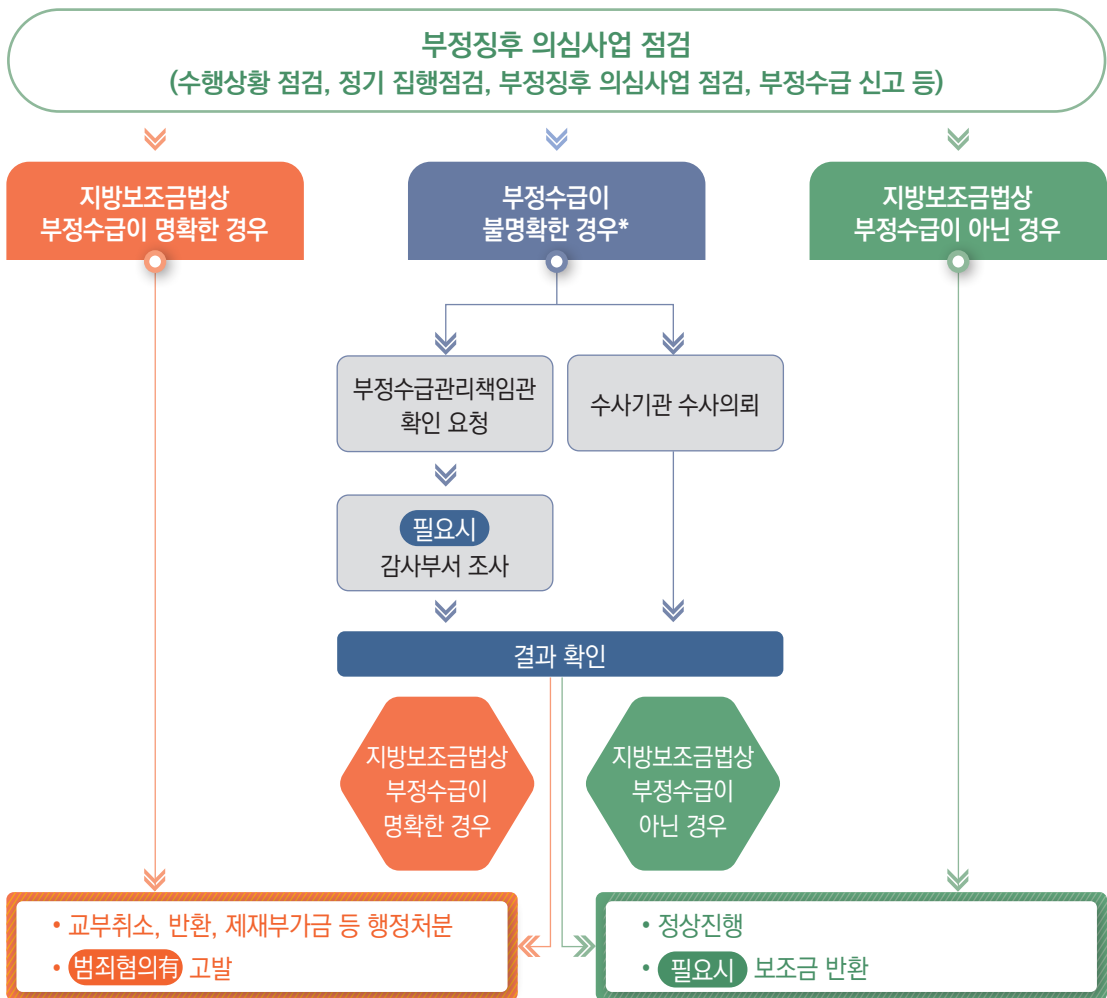 부정징후 의심사업 점검
(수행상황 점검, 정기 집행점검, 부정징후 의심사업 점검, 부정수급 신고 등)
지방보조금법상
부정수급이 명확한 경우
부정수급이
불명확한 경우*
지방보조금법상
부정수급이 아닌 경우
부정수급관리책임관
확인 요청
수사기관 수사의뢰
필요시
감사부서 조사
결과 확인
지방보조금법상
부정수급이
명확한 경우
지방보조금법상
부정수급이
아닌 경우
• 교부취소, 반환, 제재부가금 등 행정처분
• 범죄혐의有 고발
• 정상진행
• 필요시 보조금 반환